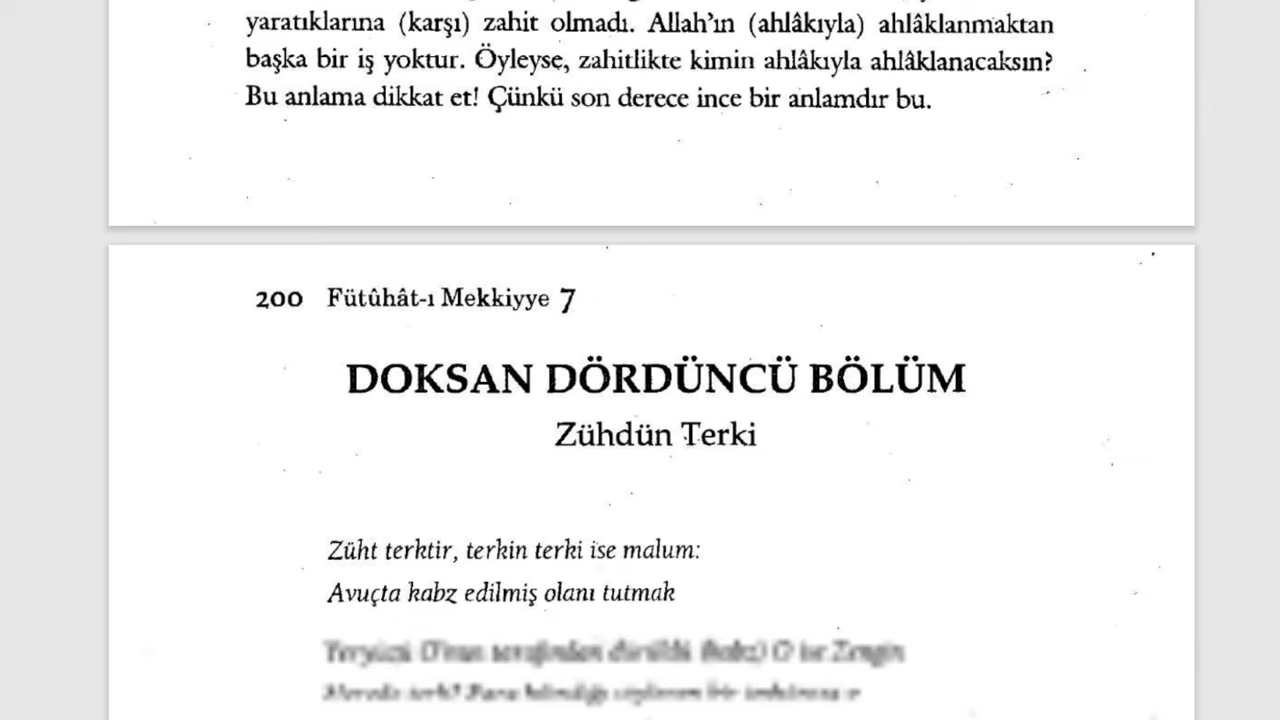 yaratıklarına (karşı) zahit olmadı. Allah'ın (ahlâkıyla) ahlâklanmaktan
başka bir iş yoktur. Öyleyse, zahitlikte kimin ahlâkıyla ahlâklanacaksın?
Bu anlama dikkat et! Çünkü son derece ince bir anlamdır bu.
200 Fütûhât-ı Mekkiyye 7
DOKSAN DÖRDÜNCÜ BÖLÜM
Zühdün Terki
Züht terktir, terkin terki ise malum:
Avuçta kabz edilmiş olanı tutmak